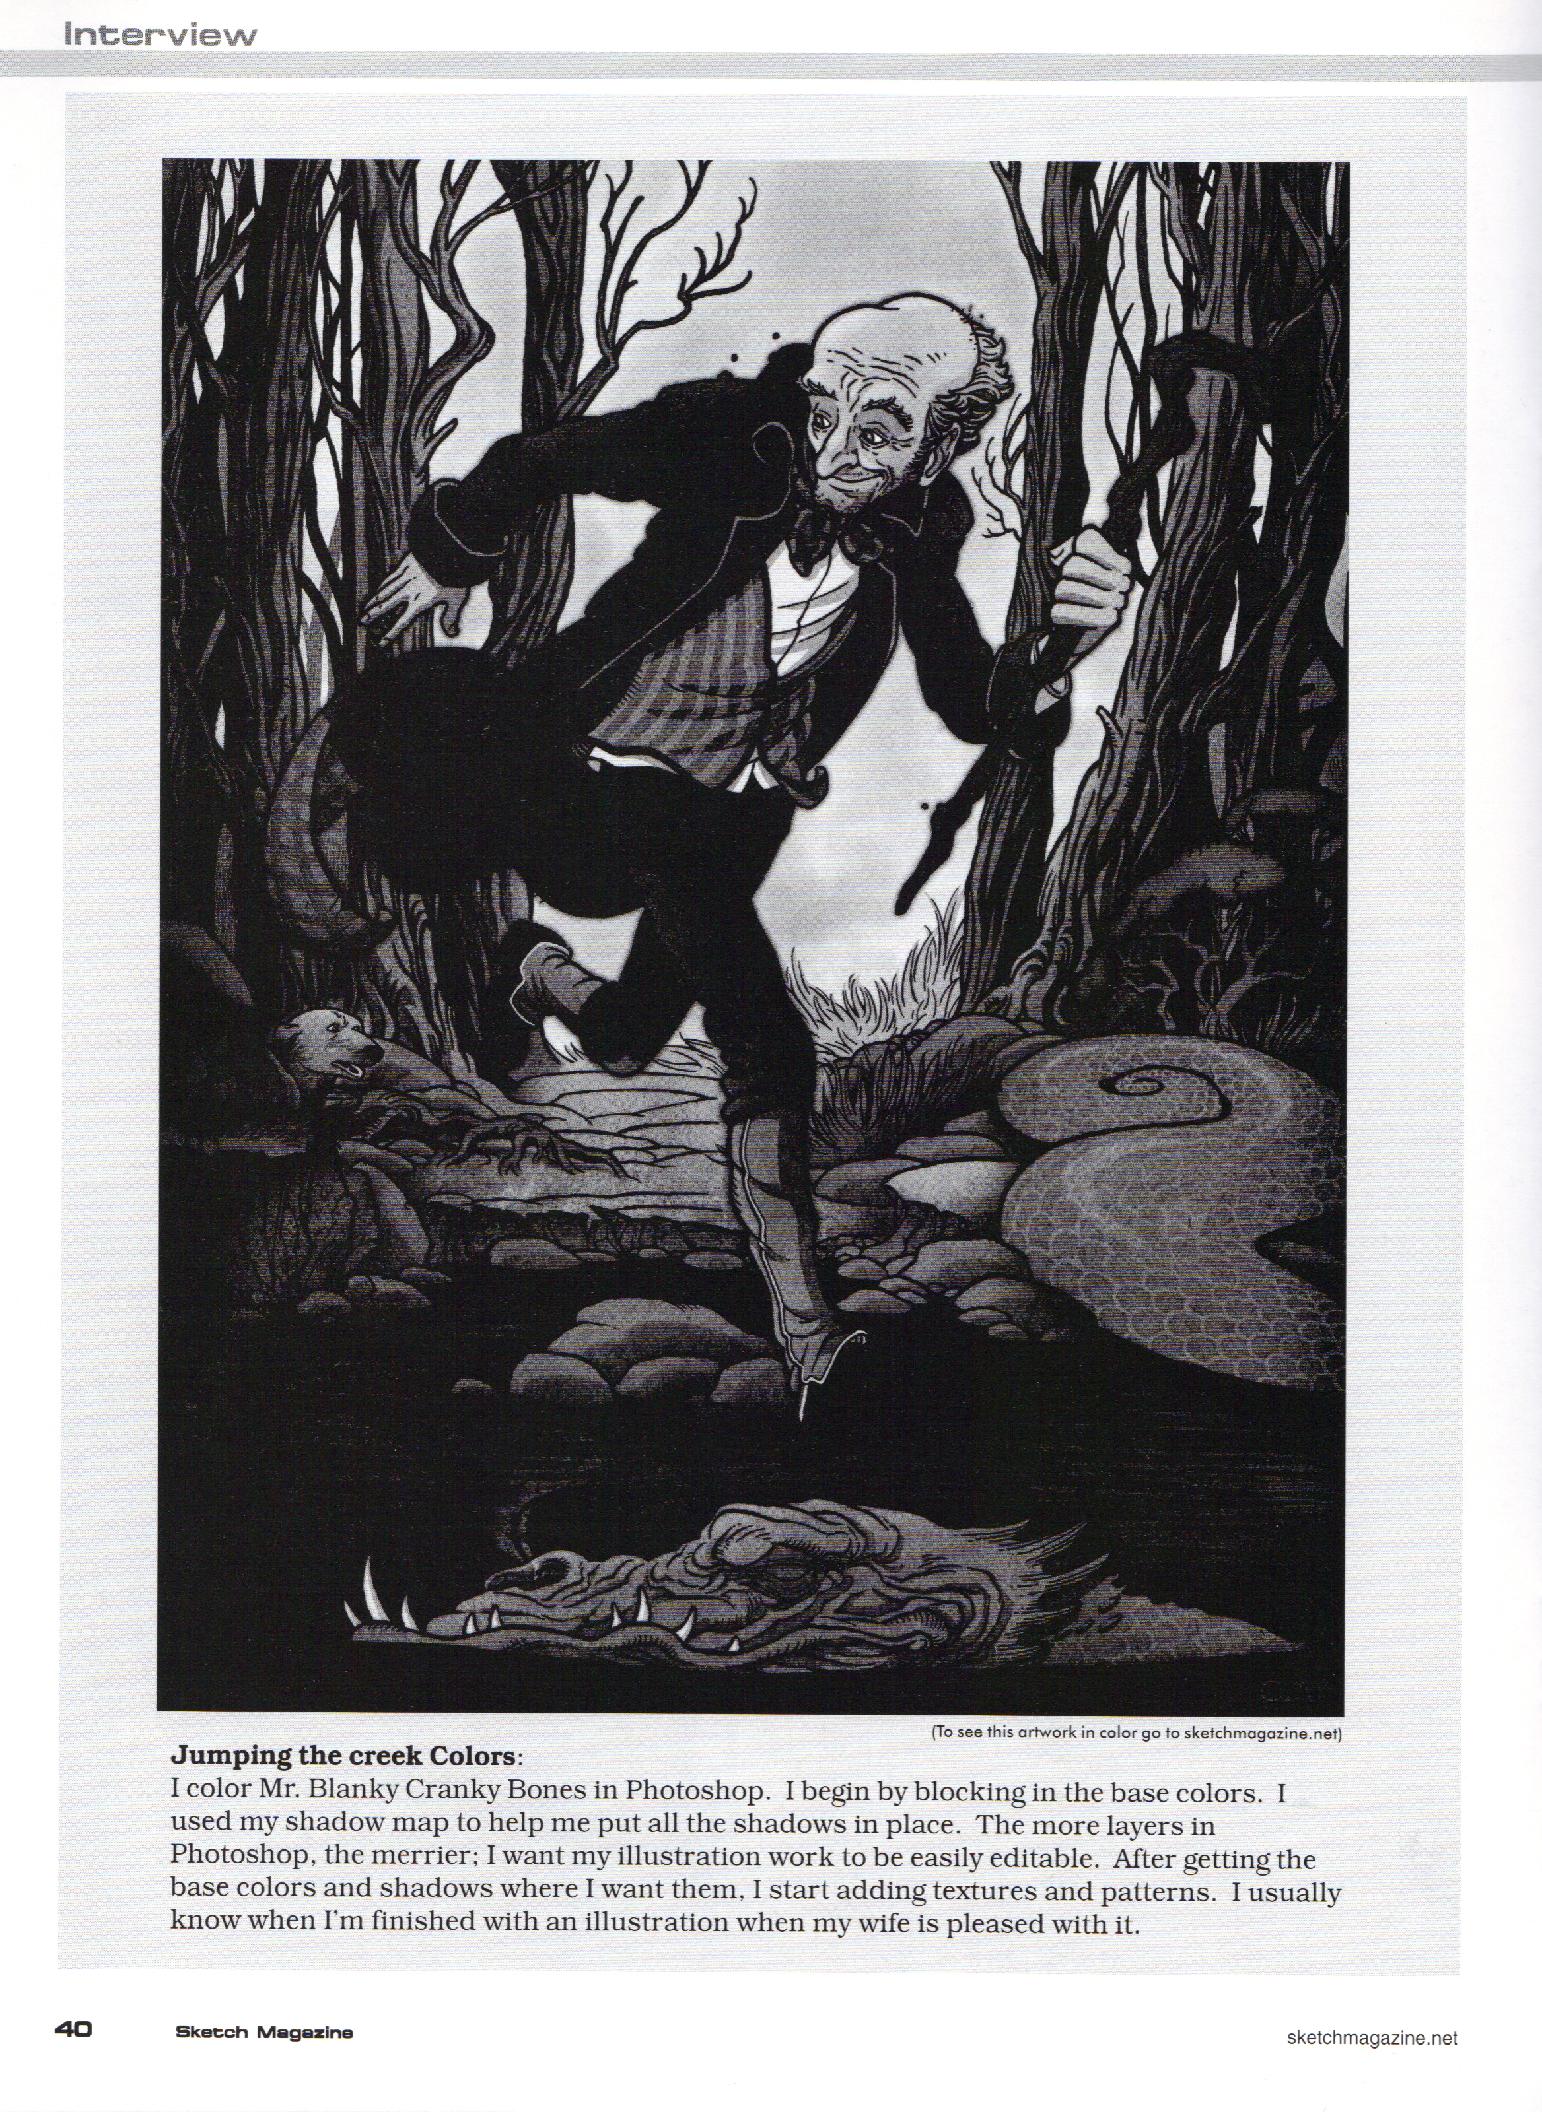 Interview
(To see this artwork in color go to sketchmagazine.net)
Jumping the creek Colors:
I color Mr. Blanky Cranky Bones in Photoshop.  I begin by blocking in the base colors.  I
used my shadow map to help me put all the shadows in place.  The more layers in
Photoshop, the merrier; I want my illustration work to be easily editable.  After getting the
base colors and shadows where I want them, I start adding textures and patterns.  I usually
know when I'm finished with an illustration when my wife is pleased with it.
40 Sketch Magazine sketchmagazine.net